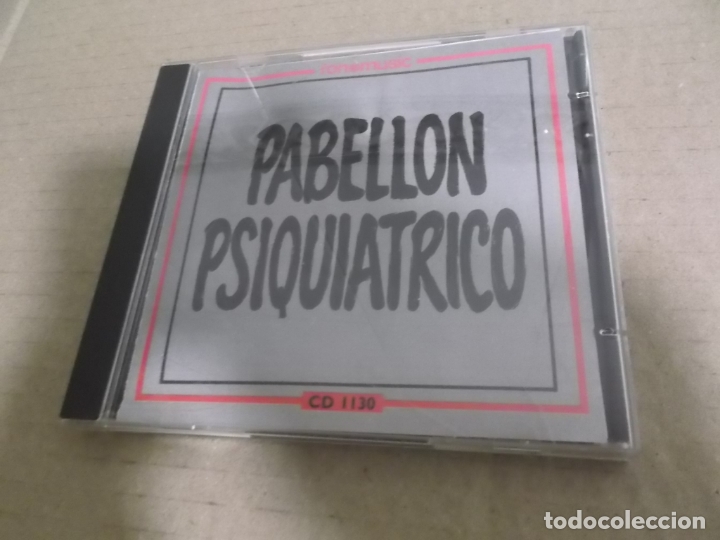 PABELLON
PSIQUIATRICO
CD 1130
todocoleccion